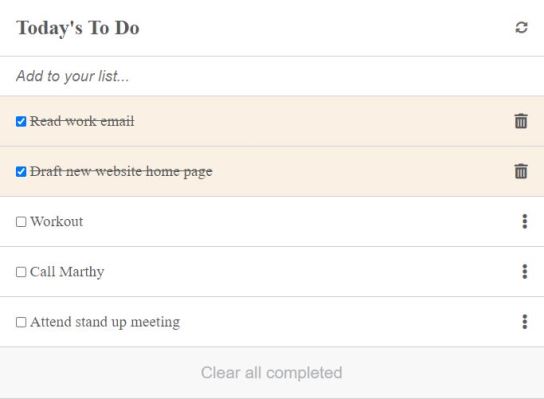 Today's To Do
Add to your list...
Read work email
Draft new website home page
Workout
Call Marthy
Attend stand up meeting
Clear all completed